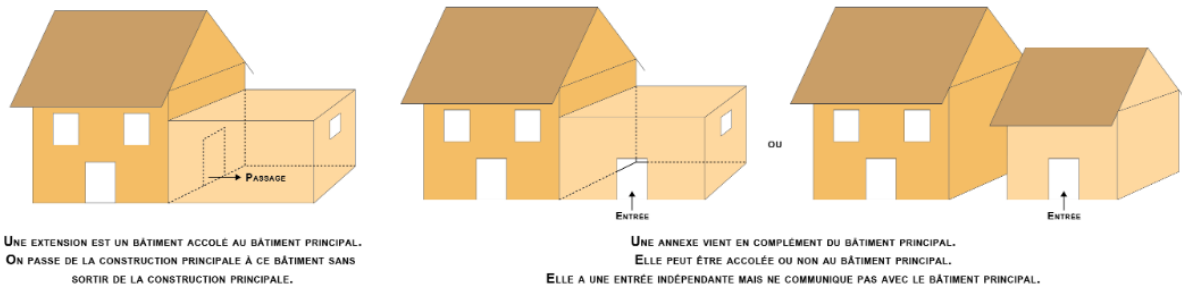 Passage
Entrée
ou
Entrée
Une extension est un bâtiment accolé au bâtiment principal.
On passe de la construction principale à ce bâtiment sans
sortir de la construction principale.
Une annexe vient en complément du bâtiment principal.
Elle peut être accolée ou non au bâtiment principal.
Elle a une entrée indépendante mais ne communique pas avec le bâtiment principal.